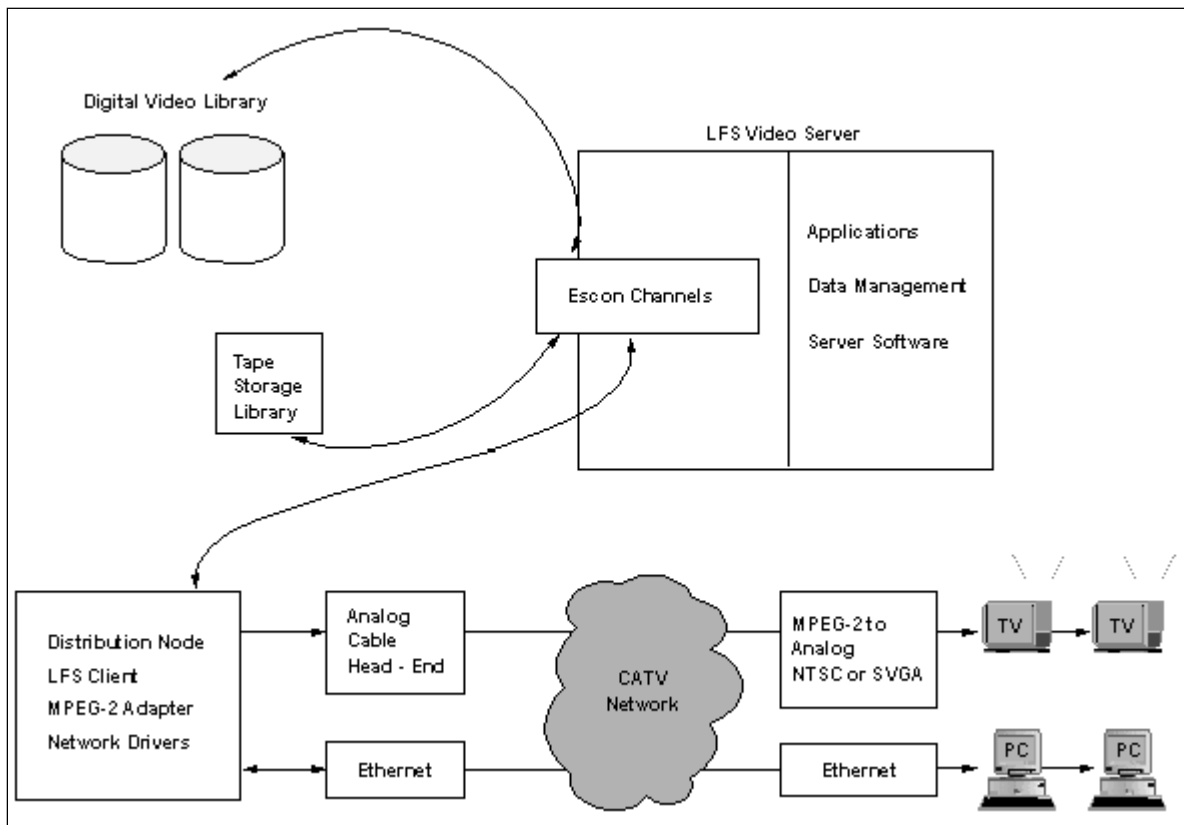 Digital Video Library
LFS Video Server
Applications
Data Management
Server Software
Escon Channels
Tape
Storage
Library
Distribution Node
LFS Client
MPEG-2 Adapter
Network Drivers
Analog
Cable
Head - End
Ethernet
CATV
Network
MPEG-2 to
Analog
NTSC or SVGA
Ethernet
TV
TV
PC
PC